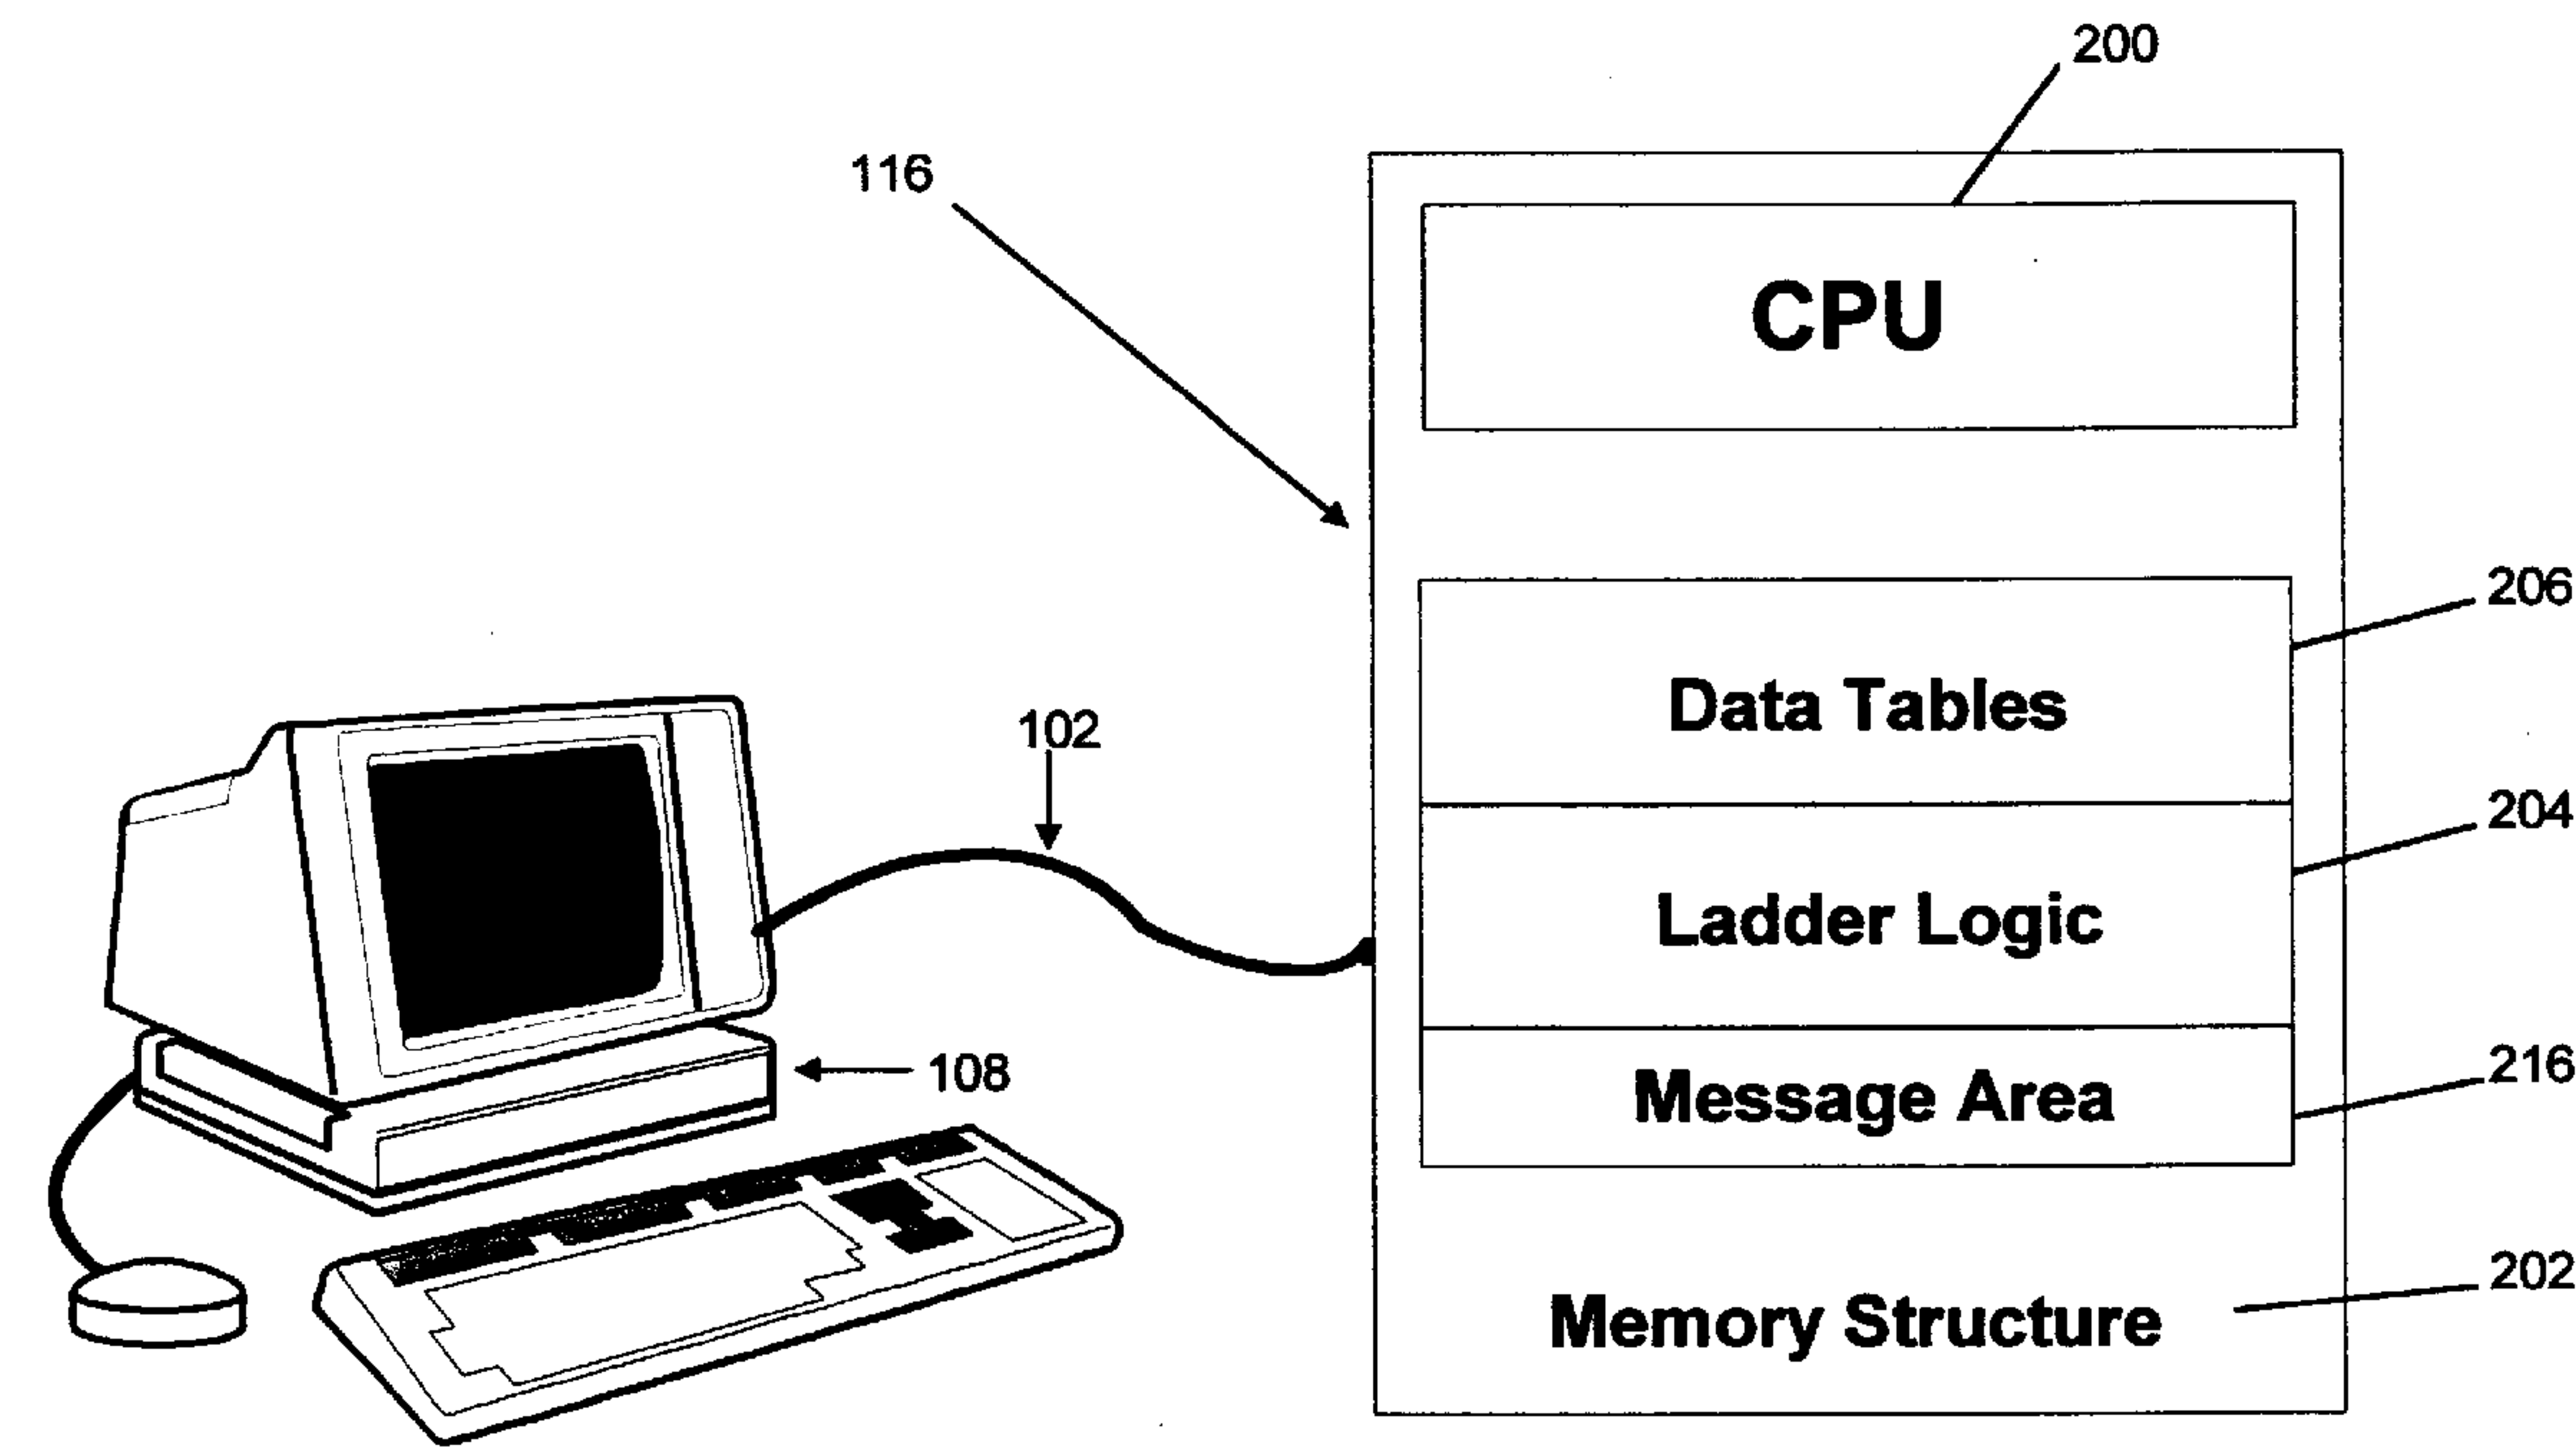 200
116
CPU
206
Data Tables
102
204
Ladder Logic
108
216
Message Area
202
Memory Structure